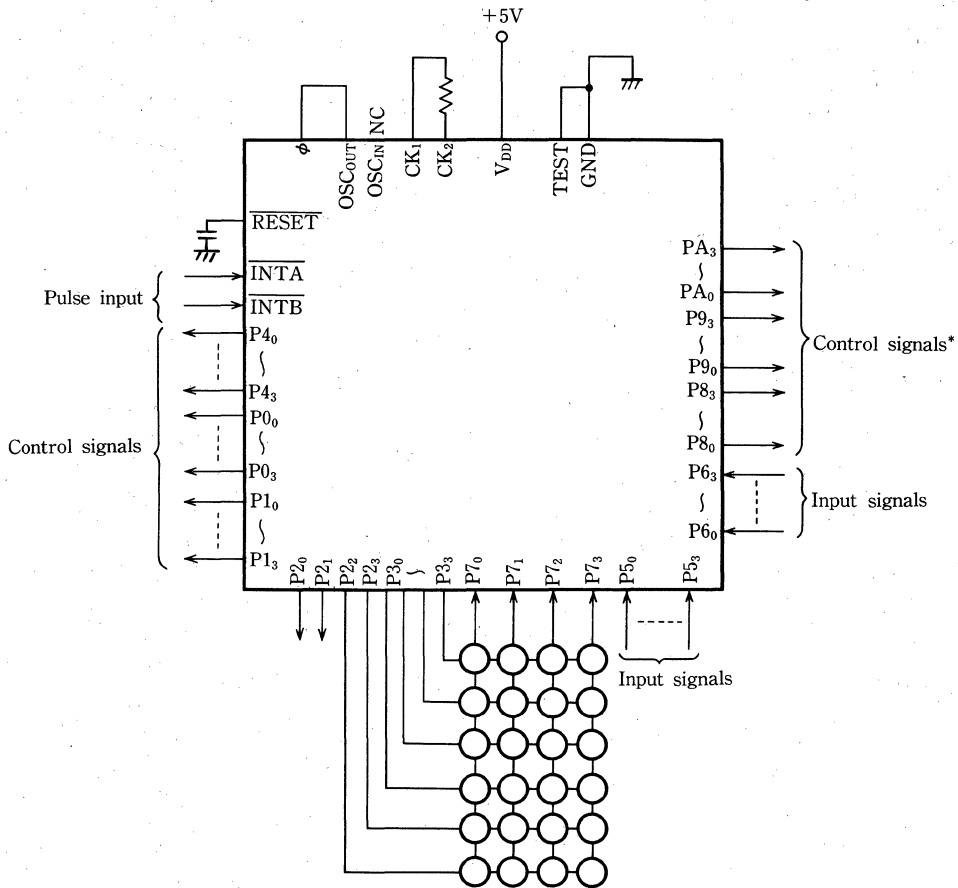 +5V
φ
OSCOUT
OSCIN
NC
CK1
CK2
VDD
TEST
GND
RESET
INTA
INTB
Pulse input
P40
P43
P00
P03
P10
P13
Control signals
PA3
PA0
P93
P90
P83
P80
Control signals*
P63
P60
Input signals
P20
P21
P22
P23
P30
P33
P70
P71
P72
P73
P50
P53
Input signals